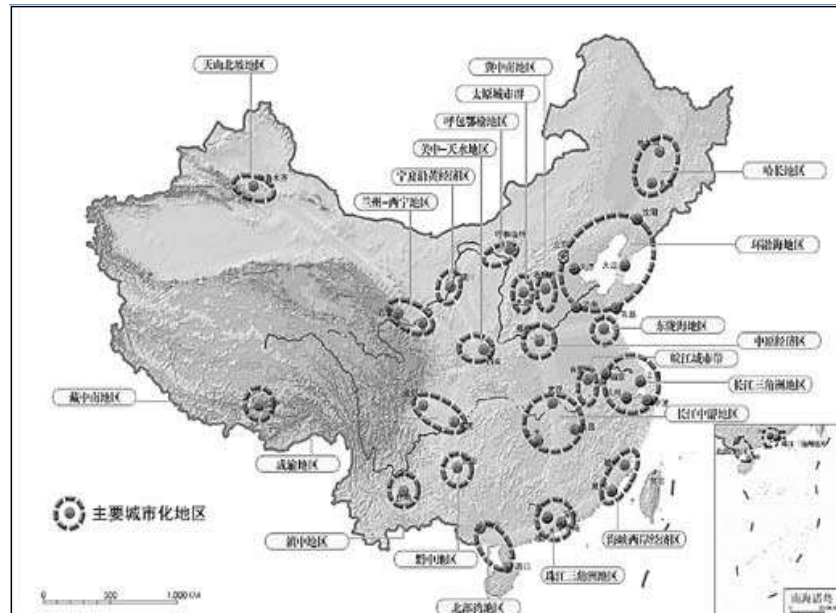 天山北坡地区
冀中南地区
太原城市群
呼包鄂榆地区
关中-天水地区
宁夏沿黄经济区
兰州-西宁地区
哈长地区
环渤海地区
东陇海地区
中原经济区
皖江城市带
长江三角洲地区
长江中游地区
藏中南地区
成渝地区
主要城市化地区
滇中地区
黔中地区
海峡西岸经济区
珠江三角洲地区
北部湾地区
南海诸岛
0 500 1,000